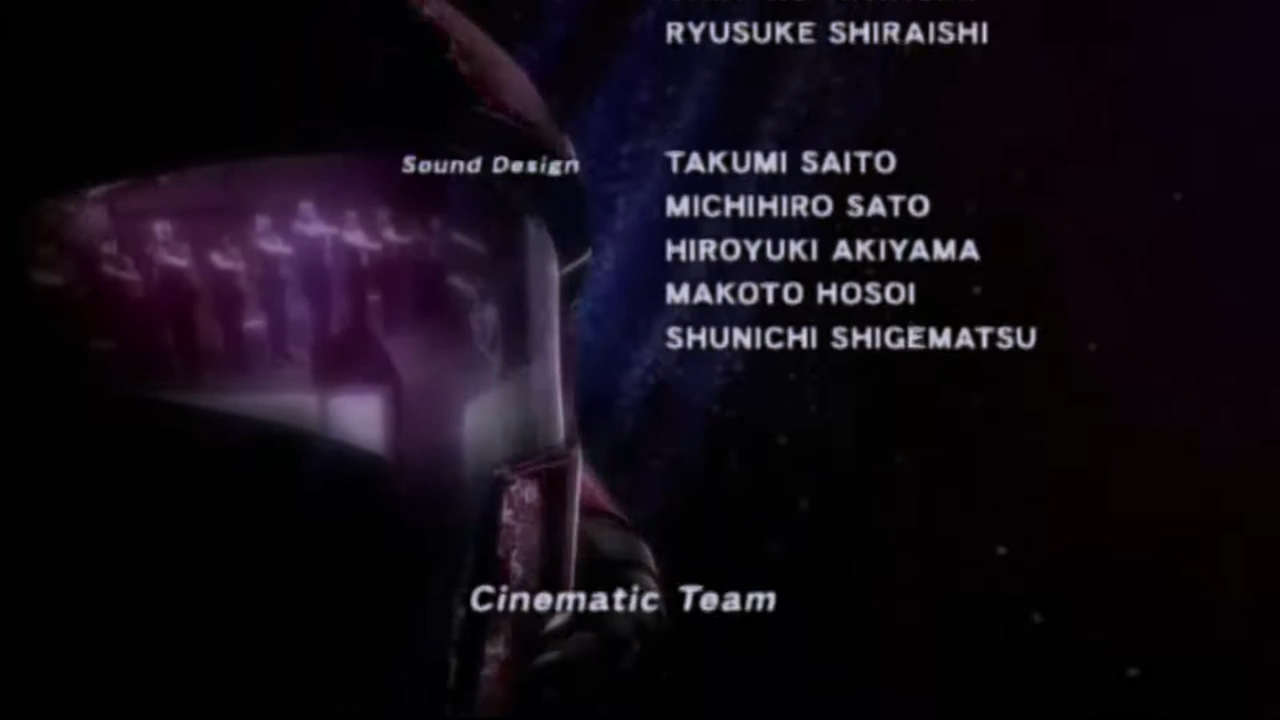 RYUSUKE SHIRAISHI
Sound Design
TAKUMI SAITO
MICHIHIRO SATO
HIROYUKI AKIYAMA
MAKOTO HOSOI
SHUNICHI SHIGEMATSU
Cinematic Team